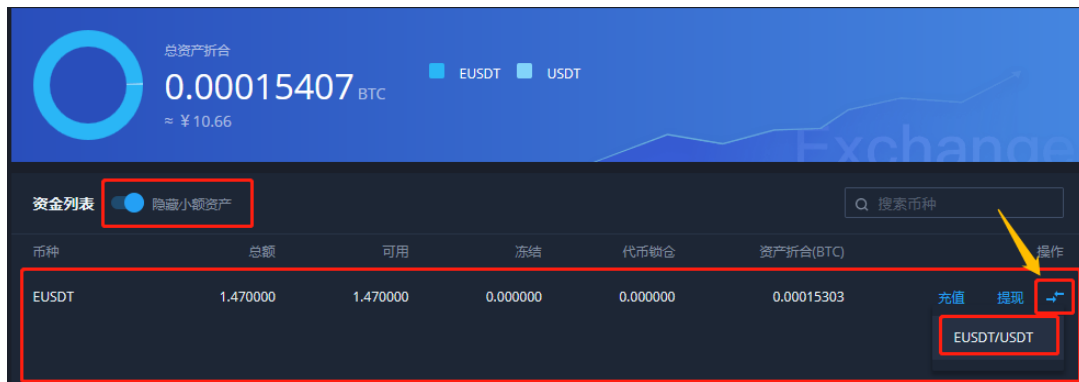 总资产折合
0.00015407 BTC
≈ ¥10.66
EUSDT USDT
Exchange
资金列表 隐藏小额资产 搜索币种
币种 总额 可用 冻结 代币锁仓 资产折合(BTC) 操作
EUSDT 1.470000 1.470000 0.000000 0.000000 0.00015303 充值 提现
EUSDT/USDT